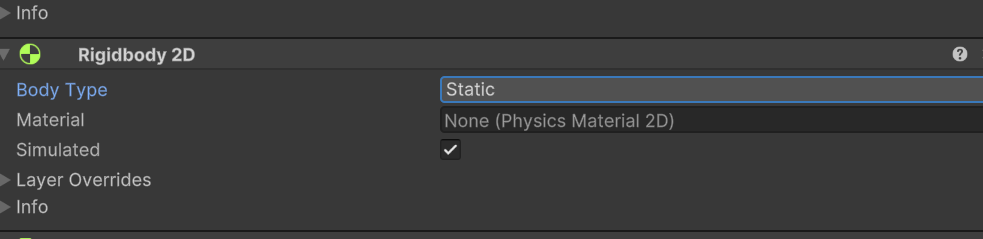 Info
Rigidbody 2D
Body Type Static
Material None (Physics Material 2D)
Simulated
Layer Overrides
Info